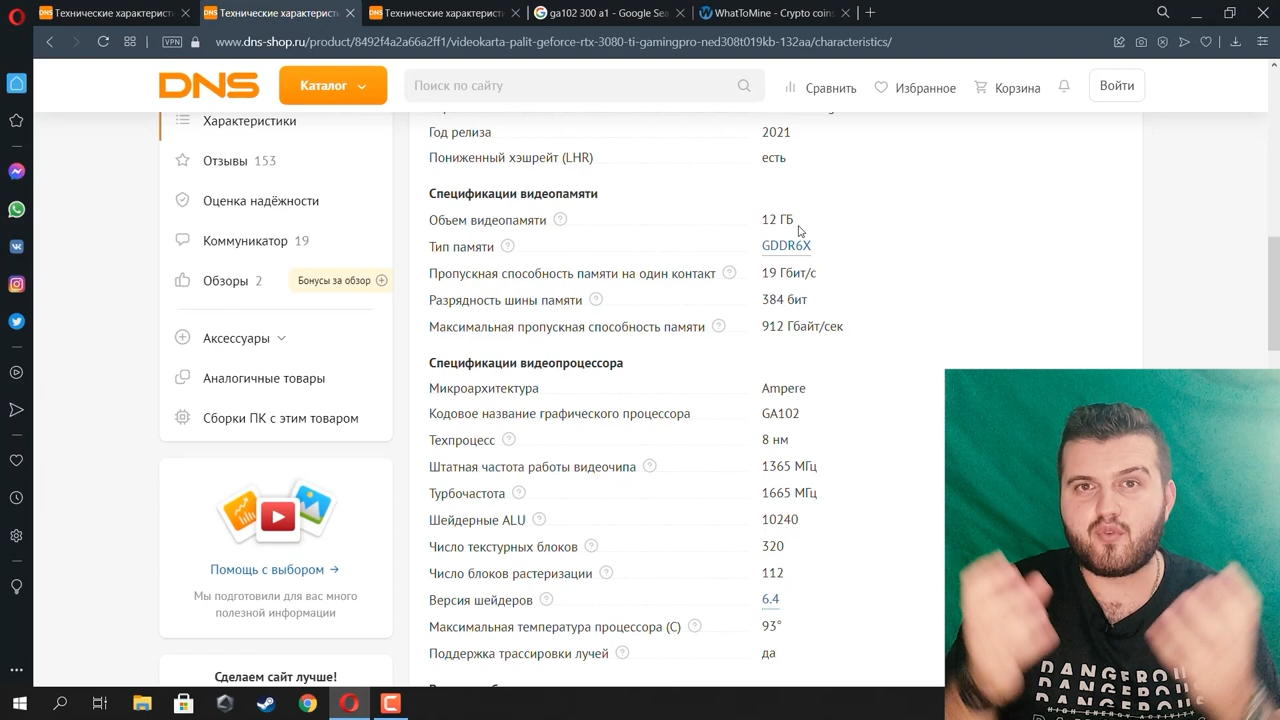 Технические характерист
Технические характерист
Технические характерист
ga102 300 a1 - Google Sea
WhatToMine - Crypto coins
VPN
www.dns-shop.ru/product/8492f4a2a66a2ff1/videokarta-palit-geforce-rtx-3080-ti-gamingpro-ned308t019kb-132aa/characteristics/
DNS
Каталог
Поиск по сайту
Сравнить
Избранное
Корзина
Войти
Характеристики
Отзывы 153
Оценка надёжности
Коммуникатор 19
Обзоры 2
Бонусы за обзор
Аксессуары
Аналогичные товары
Сборки ПК с этим товаром
Помощь с выбором →
Мы подготовили для вас много
полезной информации
Сделаем сайт лучше!
Год релиза 2021
Пониженный хэшрейт (LHR) есть
Спецификации видеопамяти
Объем видеопамяти 12 ГБ
Тип памяти GDDR6X
Пропускная способность памяти на один контакт 19 Гбит/с
Разрядность шины памяти 384 бит
Максимальная пропускная способность памяти 912 Гбайт/сек
Спецификации видеопроцессора
Микроархитектура Ampere
Кодовое название графического процессора GA102
Техпроцесс 8 нм
Штатная частота работы видеочипа 1365 МГц
Турбочастота 1665 МГц
Шейдерные ALU 10240
Число текстурных блоков 320
Число блоков растеризации 112
Версия шейдеров 6.4
Максимальная температура процессора (C) 93°
Поддержка трассировки лучей да
DANGEROUS
DANGEROUS
DANGEROUS